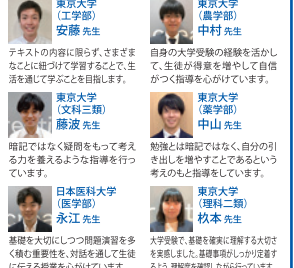 東京大学
（工学部）
安藤 先生
テキストの内容に限らず、さまざま
なことに紐づけて学習することで、生
活を通じて学ぶことを目指します。
東京大学
（農学部）
中村 先生
自身の大学受験の経験を活かし
て、生徒が得意を増やして自信
がつく指導を心がけています。
東京大学
（文科三類）
藤波 先生
暗記ではなく疑問をもって考え
る力を養えるような指導を行っ
ています。
東京大学
（薬学部）
中山 先生
勉強とは暗記ではなく、自分の引
き出しを増やすことであるという
考えのもと指導をしています。
日本医科大学
（医学部）
永江 先生
基礎を大切にしつつ問題演習を多
く積む重要性を、対話を通して生徒
に伝える授業を心がけています。
東京大学
（理科二類）
枩本 先生
大学受験で、基礎を確実に理解する大切さ
を実感しました。基礎事項がしっかり定着す
るよう、理解度を確認しながら行っています。